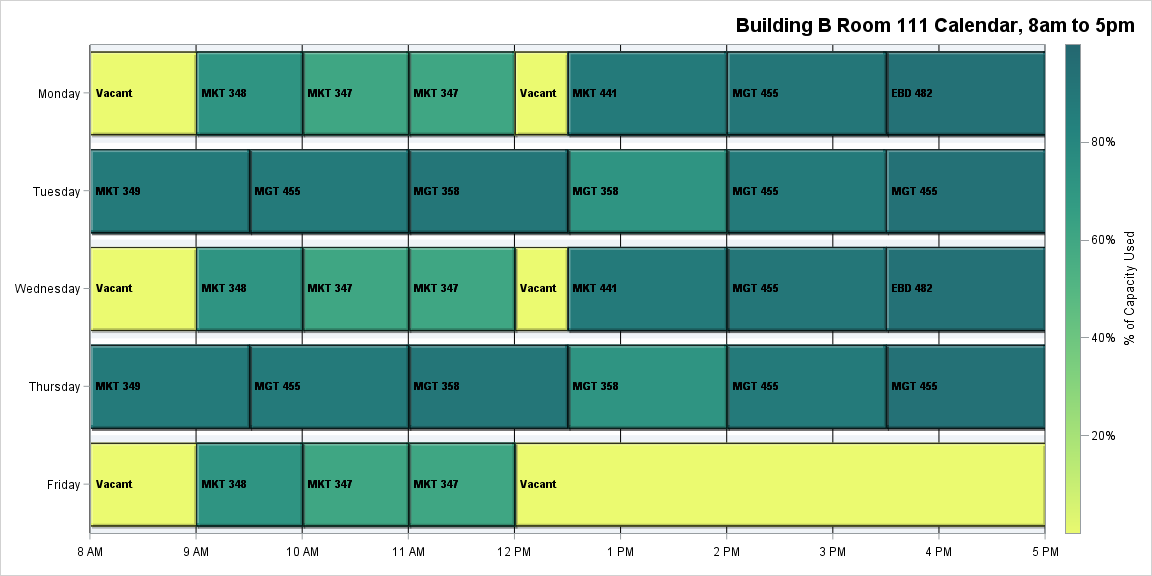 Building B Room 111 Calendar, 8am to 5pm
Monday Vacant MKT 348 MKT 347 MKT 347 Vacant MKT 441 MGT 455 EBD 482
Tuesday MKT 349 MGT 455 MGT 358 MGT 358 MGT 455 MGT 455
Wednesday Vacant MKT 348 MKT 347 MKT 347 Vacant MKT 441 MGT 455 EBD 482
Thursday MKT 349 MGT 455 MGT 358 MGT 358 MGT 455 MGT 455
Friday Vacant MKT 348 MKT 347 MKT 347 Vacant
8 AM 9 AM 10 AM 11 AM 12 PM 1 PM 2 PM 3 PM 4 PM 5 PM
80%
60%
40%
20%
% of Capacity Used